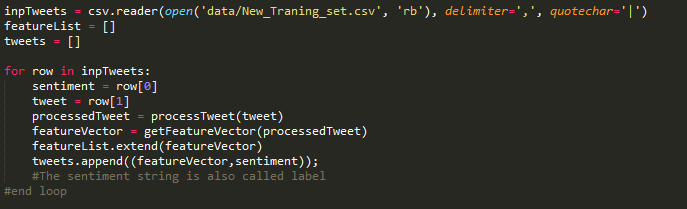 inpTweets = csv.reader(open('data/New_Traning_set.csv', 'rb'), delimiter=',', quotechar='|')
featureList = []
tweets = []

for row in inpTweets:
    sentiment = row[0]
    tweet = row[1]
    processedTweet = processTweet(tweet)
    featureVector = getFeatureVector(processedTweet)
    featureList.extend(featureVector)
    tweets.append((featureVector,sentiment));
    #The sentiment string is also called label
#end loop